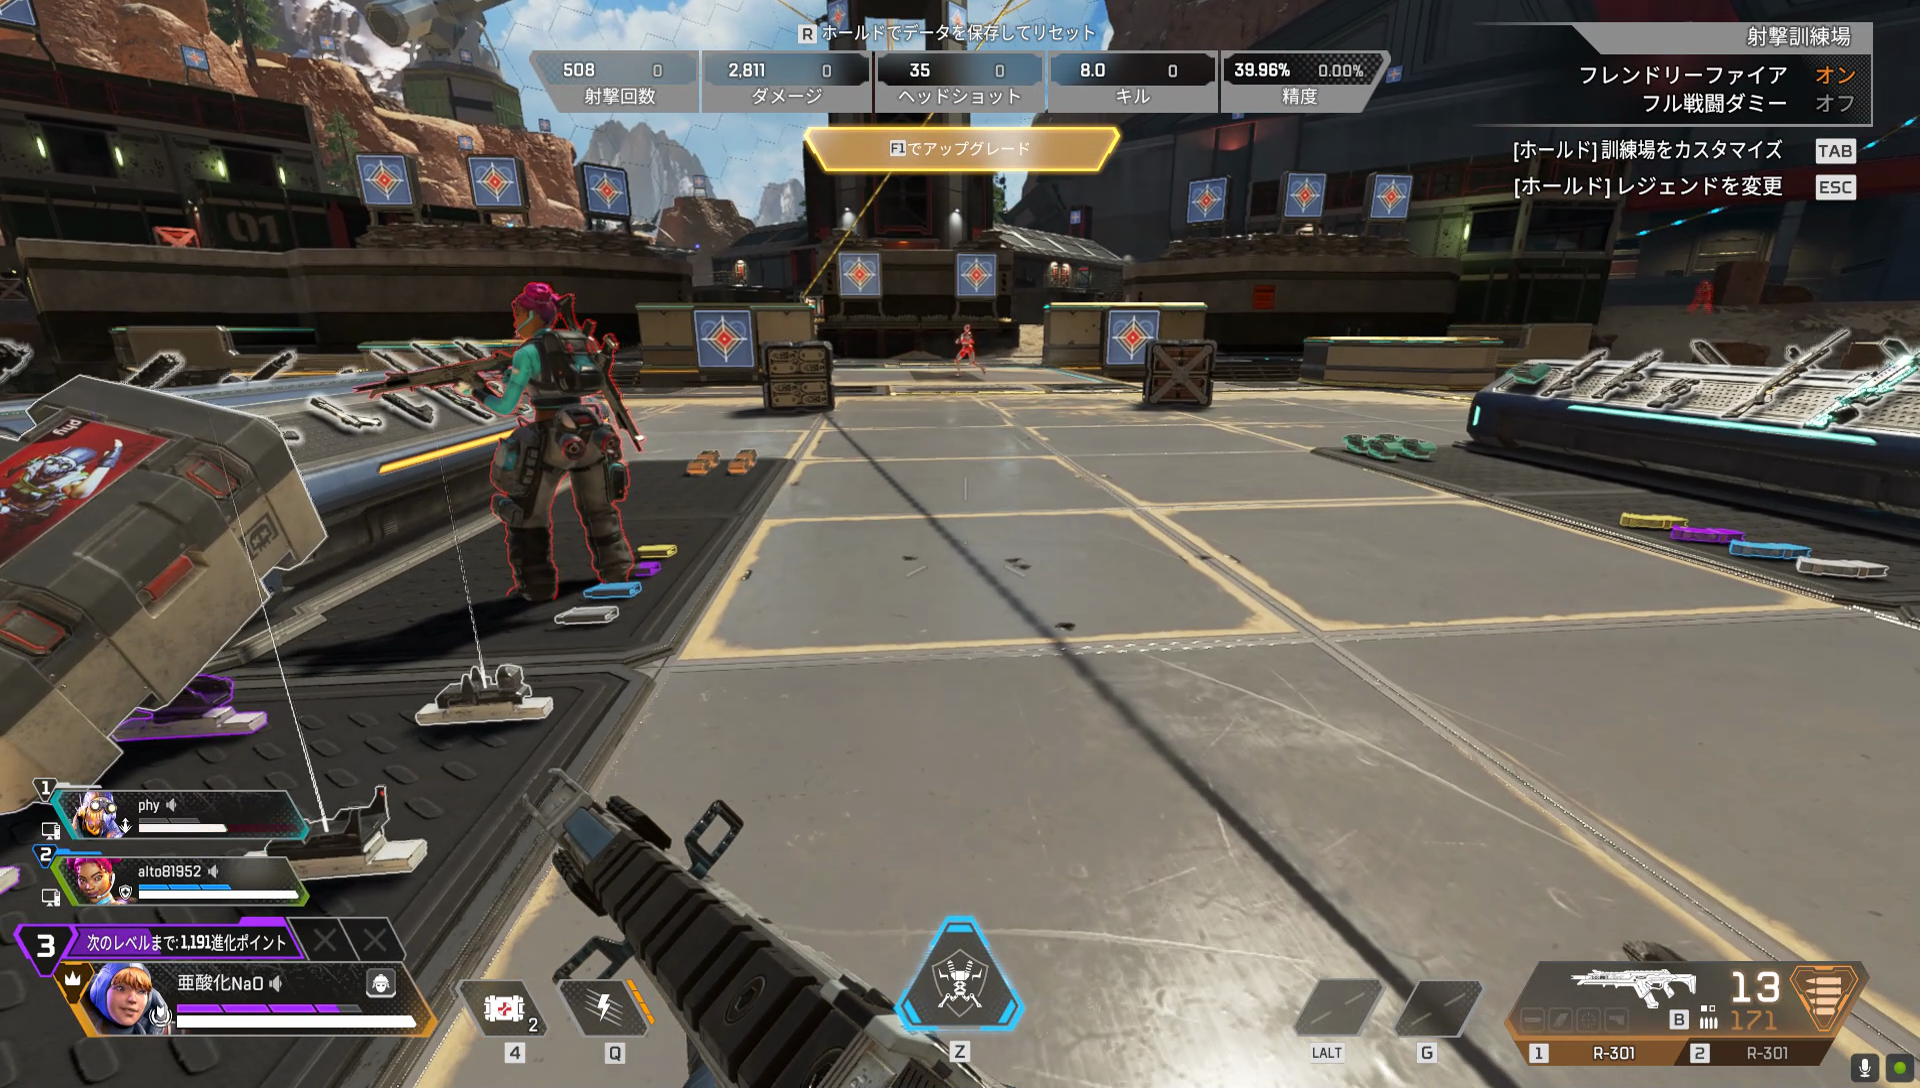 R ホールドでデータを保存してリセット
508 0
射撃回数
2,811 0
ダメージ
35 0
ヘッドショット
8.0 0
キル
39.96% 0.00%
精度
F1でアップグレード
射撃訓練場
フレンドリーファイア オン
フル戦闘ダミー オフ
[ホールド]訓練場をカスタマイズ TAB
[ホールド]レジェンドを変更 ESC
01
phy
1
phy
2
alto81952
3
次のレベルまで:1,191進化ポイント
亜酸化NaO
2
4
Q
Z
LALT
G
13
B
171
1 R-301
2 R-301